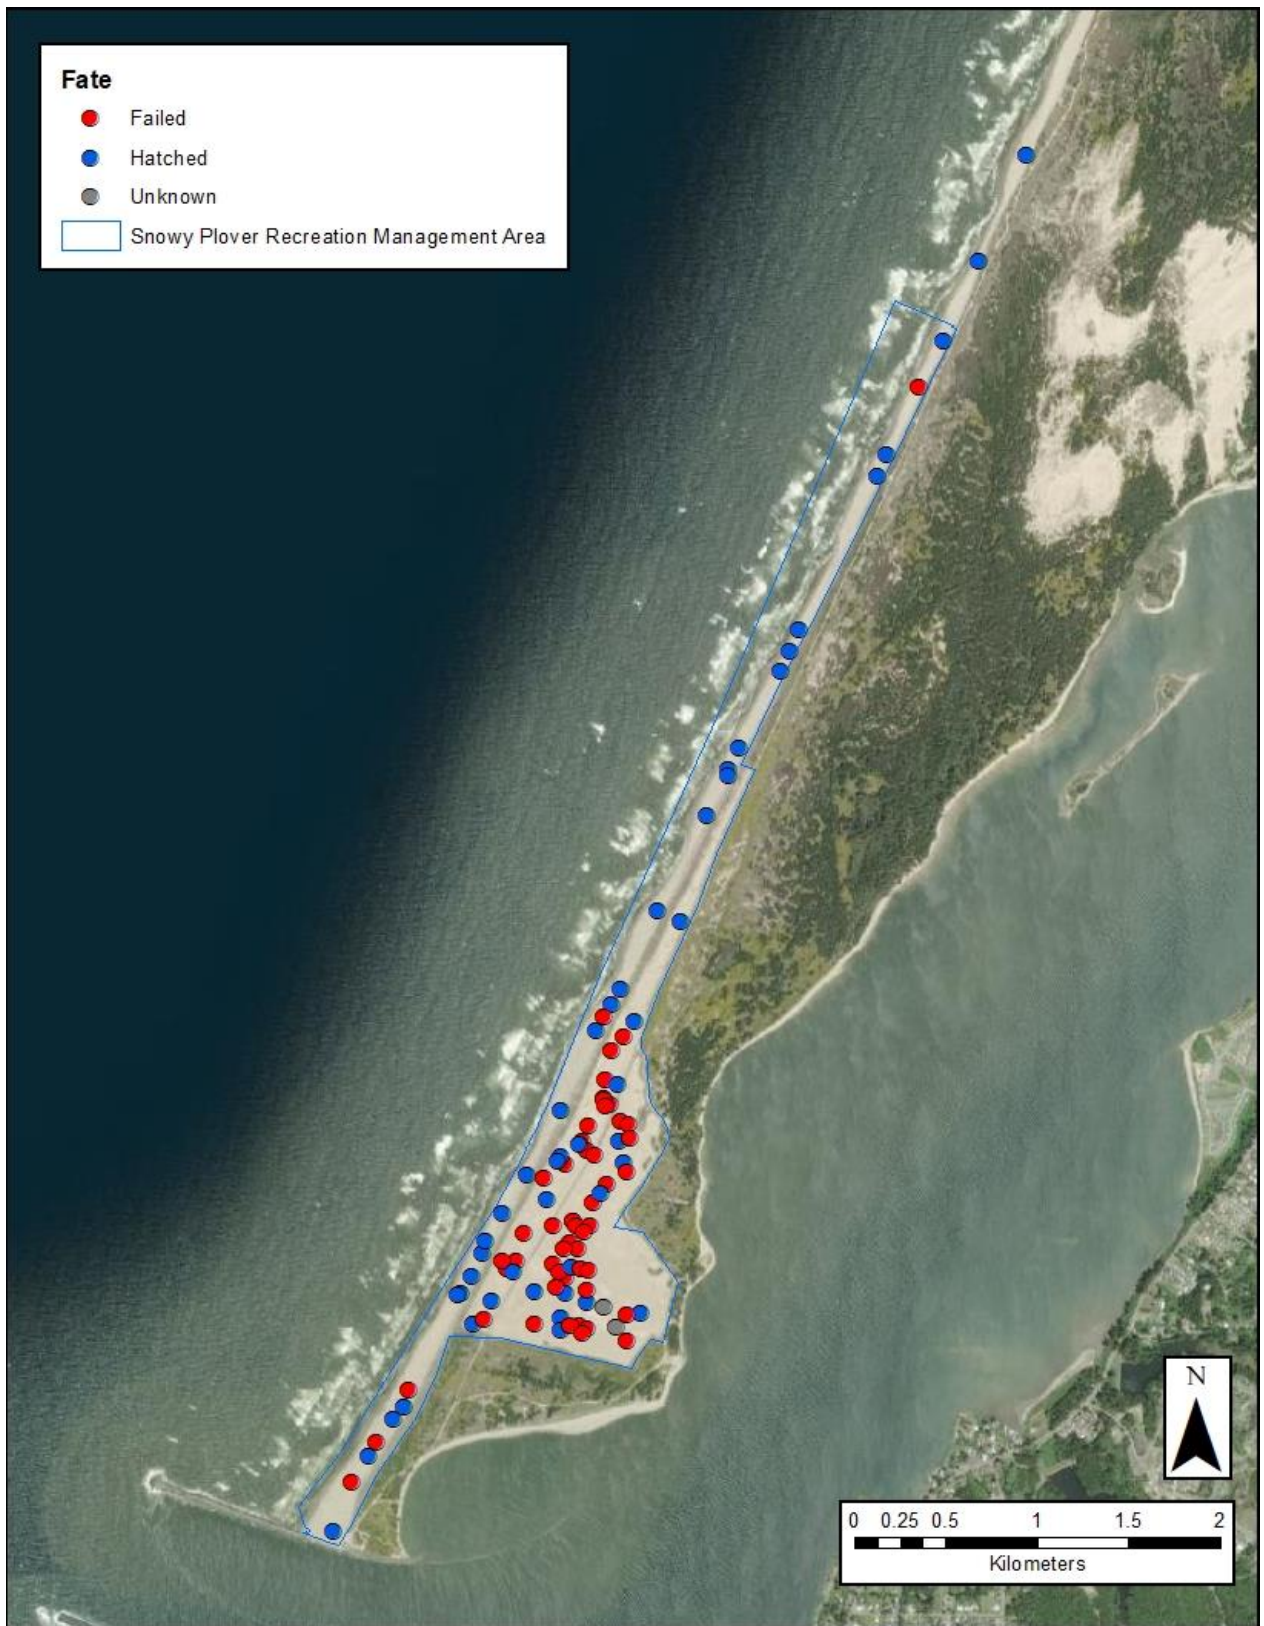 Fate
Failed
Hatched
Unknown
Snowy Plover Recreation Management Area
N
0 0.25 0.5 1 1.5 2
Kilometers